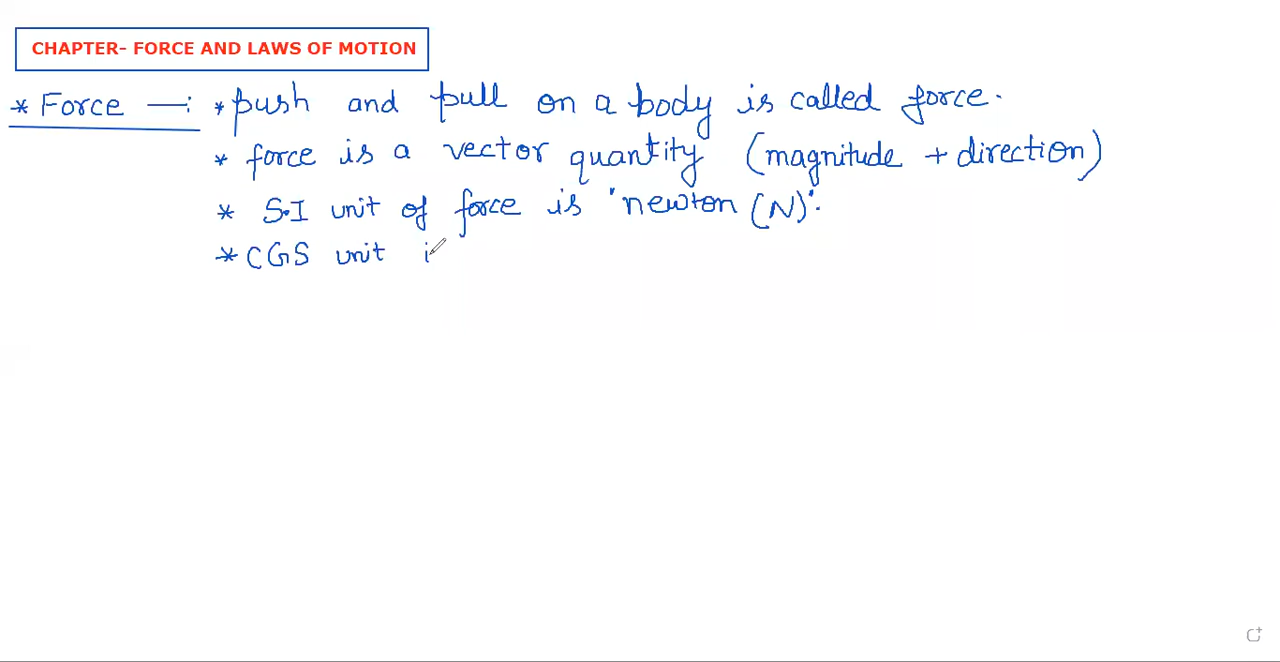 CHAPTER- FORCE AND LAWS OF MOTION
* Force —: * push and pull on a body is called force.
* force is a vector quantity (magnitude + direction)
* S.I unit of force is "newton (N)".
* CGS unit i